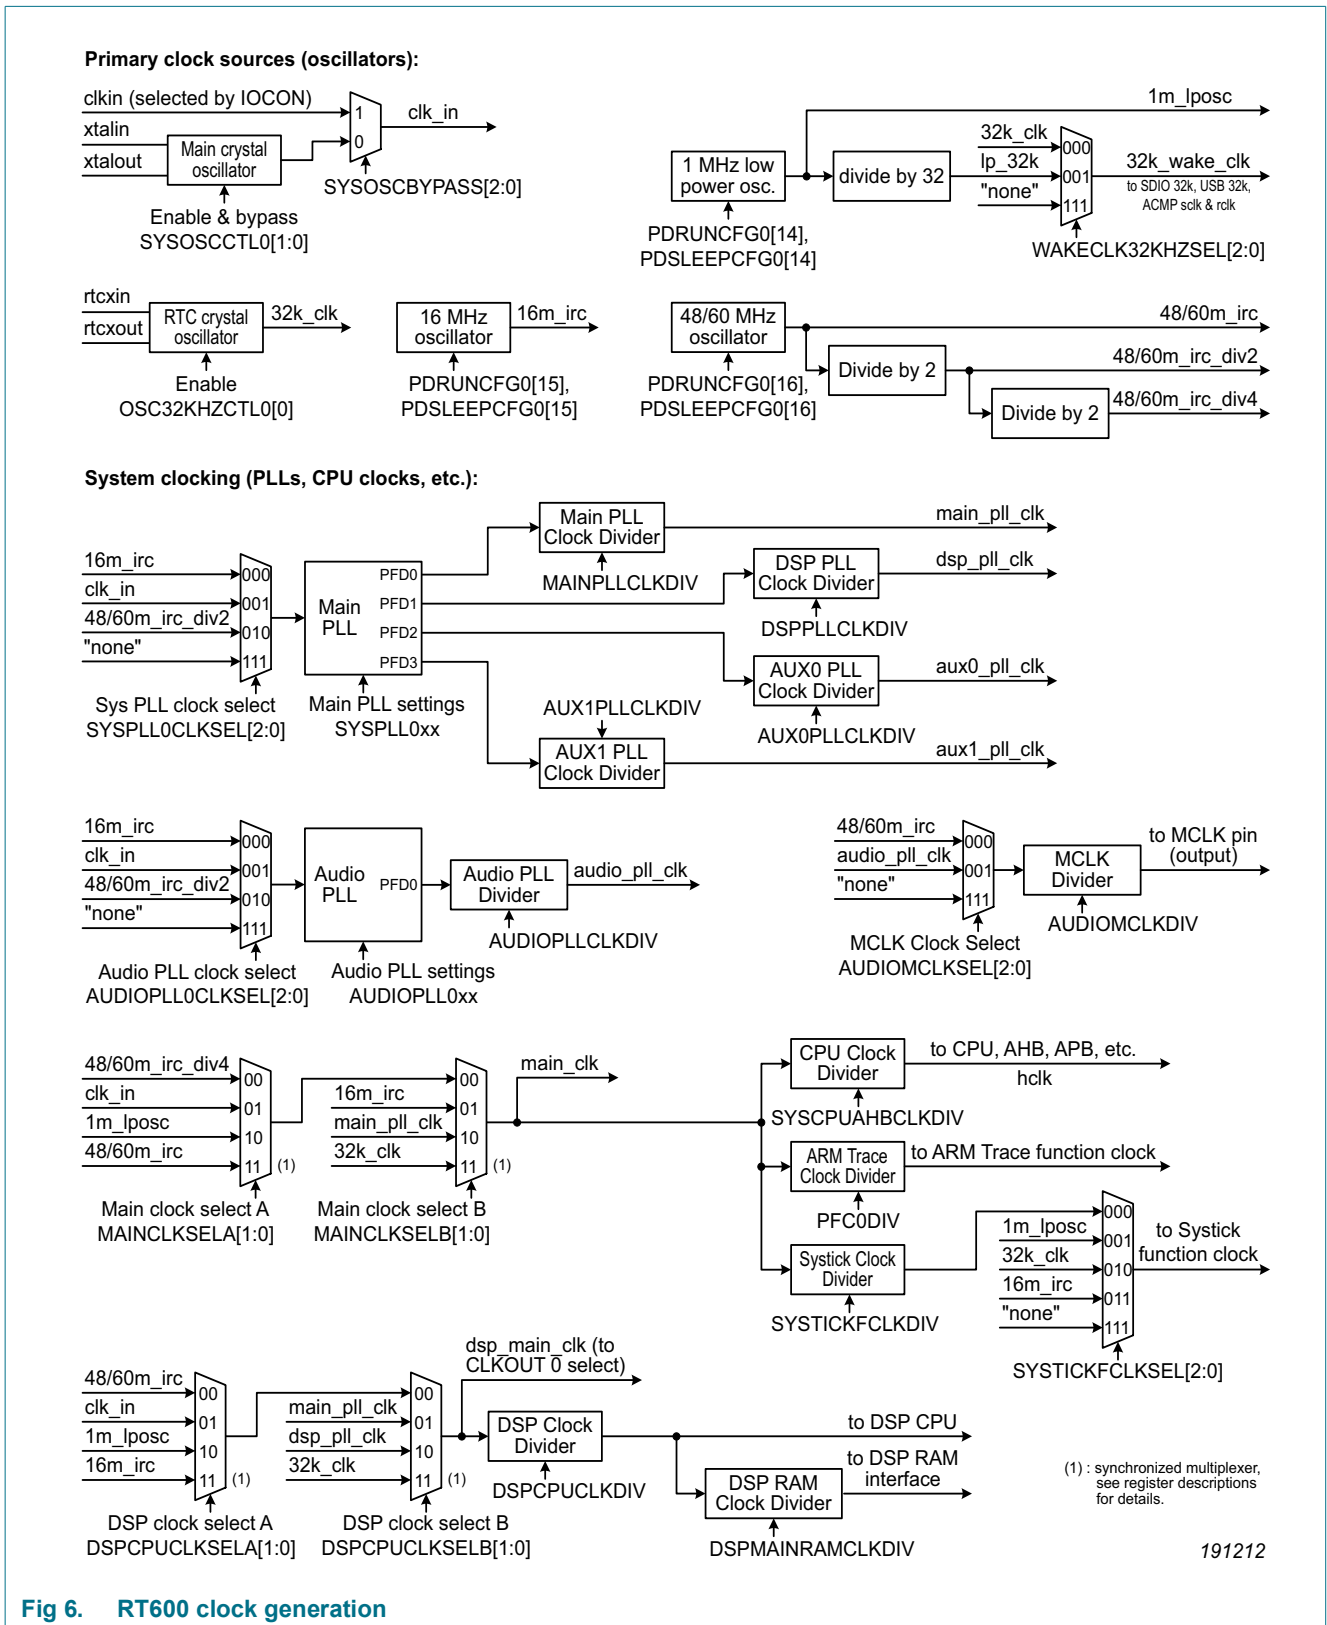 Primary clock sources (oscillators):
clkin (selected by IOCON)
xtalin
xtalout
Main crystal
oscillator
1
0
clk_in
SYSOSCBYPASS[2:0]
Enable & bypass
SYSOSCCTL0[1:0]
1 MHz low
power osc.
PDRUNCFG0[14],
PDSLEEPCFG0[14]
divide by 32
1m_lposc
32k_clk
lp_32k
"none"
000
001
111
32k_wake_clk
to SDIO 32k, USB 32k,
ACMP sclk & rclk
WAKECLK32KHZSEL[2:0]
rtcxin
rtcxout
RTC crystal
oscillator
32k_clk
Enable
OSC32KHZCTL0[0]
16 MHz
oscillator
16m_irc
PDRUNCFG0[15],
PDSLEEPCFG0[15]
48/60 MHz
oscillator
PDRUNCFG0[16],
PDSLEEPCFG0[16]
Divide by 2
Divide by 2
48/60m_irc
48/60m_irc_div2
48/60m_irc_div4
System clocking (PLLs, CPU clocks, etc.):
16m_irc
clk_in
48/60m_irc_div2
"none"
000
001
010
111
Sys PLL clock select
SYSPLL0CLKSEL[2:0]
Main
PLL
PFD0
PFD1
PFD2
PFD3
Main PLL settings
SYSPLL0xx
Main PLL
Clock Divider
MAINPLLCLKDIV
main_pll_clk
DSP PLL
Clock Divider
DSPPLLCLKDIV
dsp_pll_clk
AUX0 PLL
Clock Divider
AUX0PLLCLKDIV
aux0_pll_clk
AUX1PLLCLKDIV
AUX1 PLL
Clock Divider
aux1_pll_clk
16m_irc
clk_in
48/60m_irc_div2
"none"
000
001
010
111
Audio PLL clock select
AUDIOPLL0CLKSEL[2:0]
Audio
PLL
PFD0
Audio PLL settings
AUDIOPLL0xx
Audio PLL
Divider
AUDIOPLLCLKDIV
audio_pll_clk
48/60m_irc
audio_pll_clk
"none"
000
001
111
MCLK Clock Select
AUDIOMCLKSEL[2:0]
MCLK
Divider
AUDIOMCLKDIV
to MCLK pin
(output)
48/60m_irc_div4
clk_in
1m_lposc
48/60m_irc
00
01
10
11
(1)
Main clock select A
MAINCLKSELA[1:0]
16m_irc
main_pll_clk
32k_clk
00
01
10
11
(1)
Main clock select B
MAINCLKSELB[1:0]
main_clk
CPU Clock
Divider
SYSCPUAHBCLKDIV
to CPU, AHB, APB, etc.
hclk
ARM Trace
Clock Divider
PFC0DIV
to ARM Trace function clock
Systick Clock
Divider
SYSTICKFCLKDIV
1m_lposc
32k_clk
16m_irc
"none"
000
001
010
011
111
to Systick
function clock
SYSTICKFCLKSEL[2:0]
48/60m_irc
clk_in
1m_lposc
16m_irc
00
01
10
11
(1)
DSP clock select A
DSPCPUCLKSELA[1:0]
main_pll_clk
dsp_pll_clk
32k_clk
00
01
10
11
(1)
DSP clock select B
DSPCPUCLKSELB[1:0]
dsp_main_clk (to
CLKOUT 0 select)
DSP Clock
Divider
DSPCPUCLKDIV
to DSP CPU
DSP RAM
Clock Divider
DSPMAINRAMCLKDIV
to DSP RAM
interface
(1) : synchronized multiplexer,
see register descriptions
for details.
191212
Fig 6. RT600 clock generation